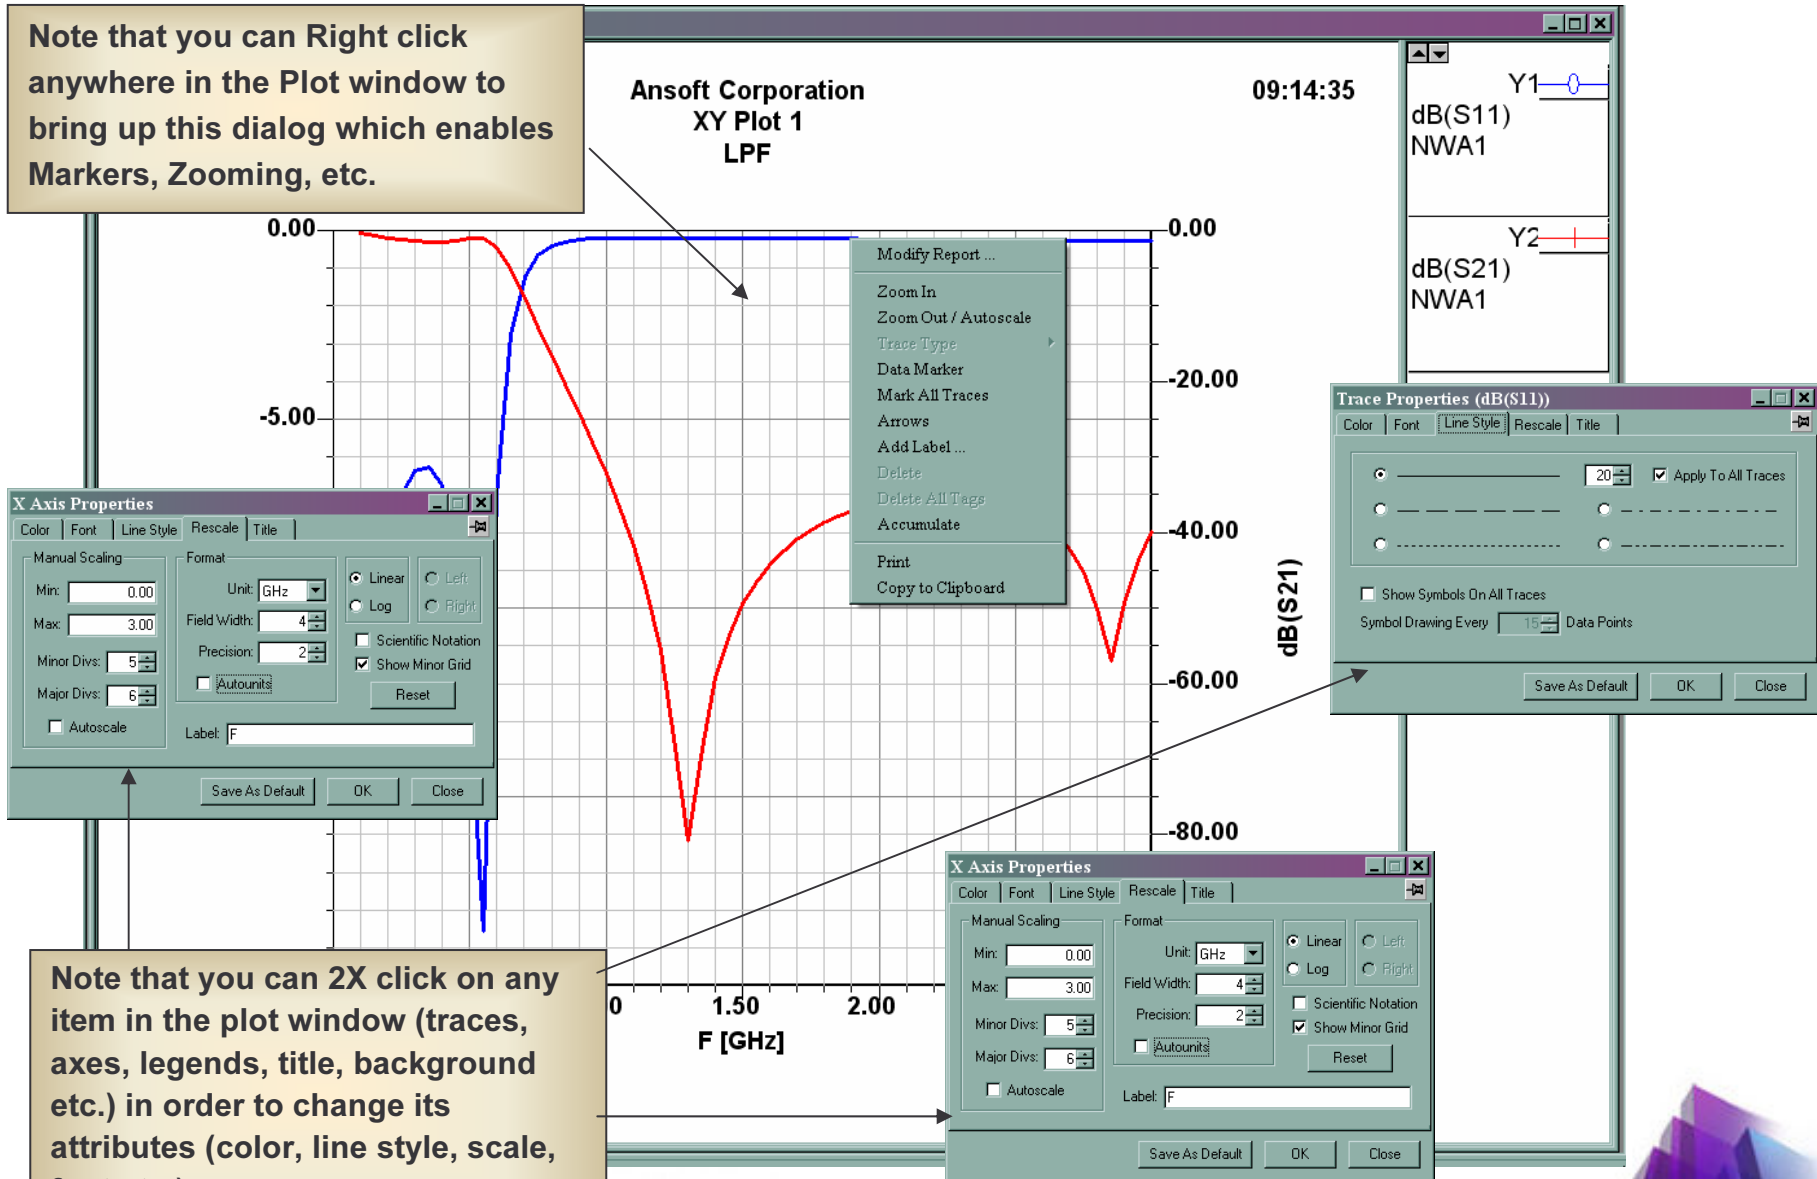 Note that you can Right click
anywhere in the Plot window to
bring up this dialog which enables
Markers, Zooming, etc.
Ansoft Corporation
XY Plot 1
LPF
09:14:35
Y1
dB(S11)
NWA1
Y2
dB(S21)
NWA1
0.00
-5.00
0.00
-20.00
-40.00
-60.00
-80.00
dB(S21)
Modify Report ...
Zoom In
Zoom Out / Autoscale
Trace Type
Data Marker
Mark All Traces
Arrows
Add Label ...
Delete
Delete All Tags
Accumulate
Print
Copy to Clipboard
Trace Properties (dB(S11))
Color Font Line Style Rescale Title
20 Apply To All Traces
Show Symbols On All Traces
Symbol Drawing Every 15 Data Points
Save As Default OK Close
X Axis Properties
Color Font Line Style Rescale Title
Manual Scaling Format
Min: 0.00 Unit: GHz Linear Left
Max: 3.00 Field Width: 4 Log Right
Minor Divs: 5 Precision: 2 Scientific Notation
Show Minor Grid
Major Divs: 6 Autounits Reset
Autoscale Label: F
Save As Default OK Close
X Axis Properties
Color Font Line Style Rescale Title
Manual Scaling Format
Min: 0.00 Unit: GHz Linear Left
Max: 3.00 Field Width: 4 Log Right
Minor Divs: 5 Precision: 2 Scientific Notation
Show Minor Grid
Major Divs: 6 Autounits Reset
Autoscale Label: F
Save As Default OK Close
0 1.50 2.00
F [GHz]
Note that you can 2X click on any
item in the plot window (traces,
axes, legends, title, background
etc.) in order to change its
attributes (color, line style, scale,